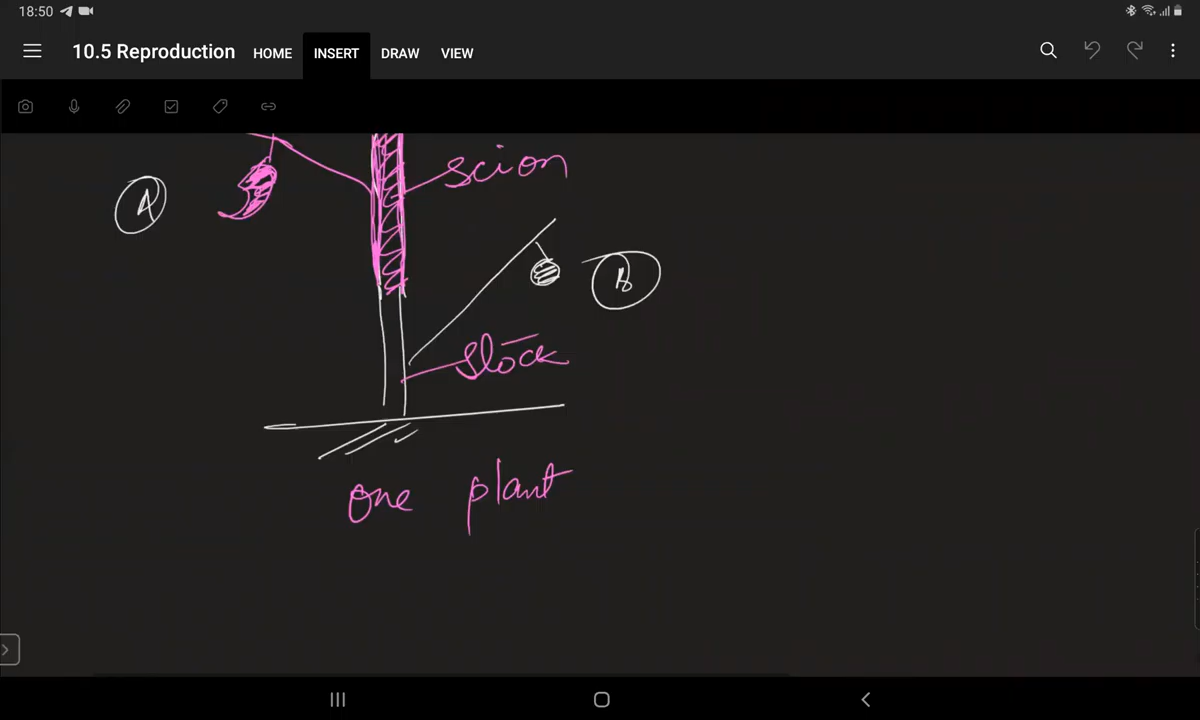 18:50
10.5 Reproduction HOME INSERT DRAW VIEW
scion
A
B
stock
one plant